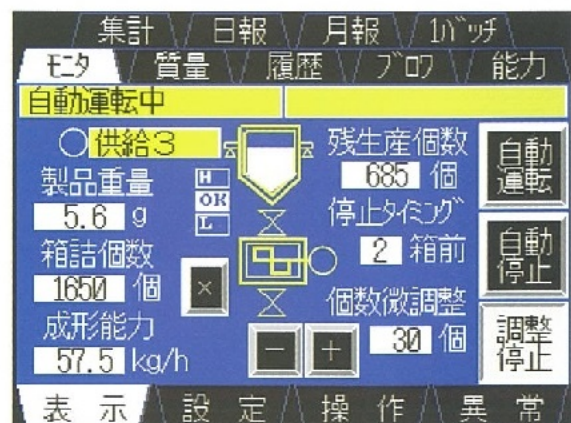 集計 日報 月報 1バッチ
モニタ 質量 履歴 ブロワ 能力
自動運転中
供給3
残生産個数
685 個
自動運転
製品重量
5.6 g
H
OK
L
停止タイミング
2 箱前
自動停止
箱詰個数
1650 個
×
個数微調整
30 個
調整停止
成形能力
57.5 kg/h
− +
表示 設定 操作 異常